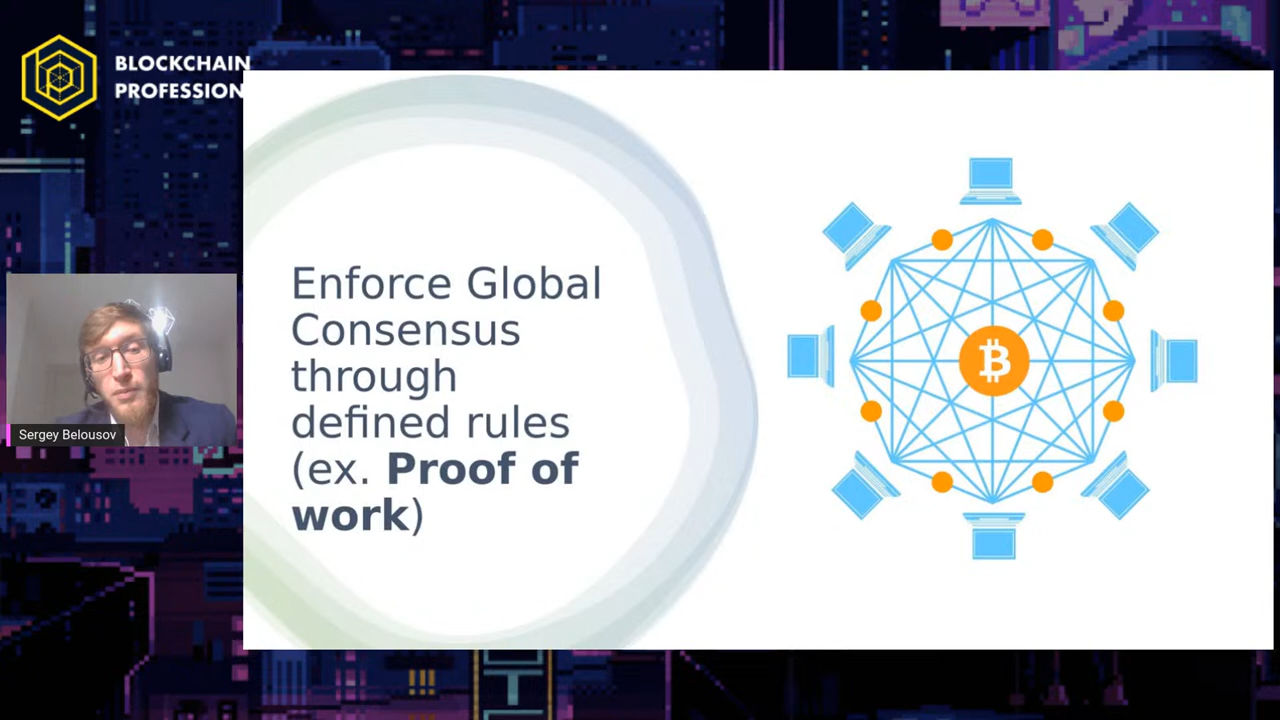 BLOCKCHAIN
PROFESSION
Enforce Global
Consensus
through
defined rules
(ex. Proof of
work)
Sergey Belousov